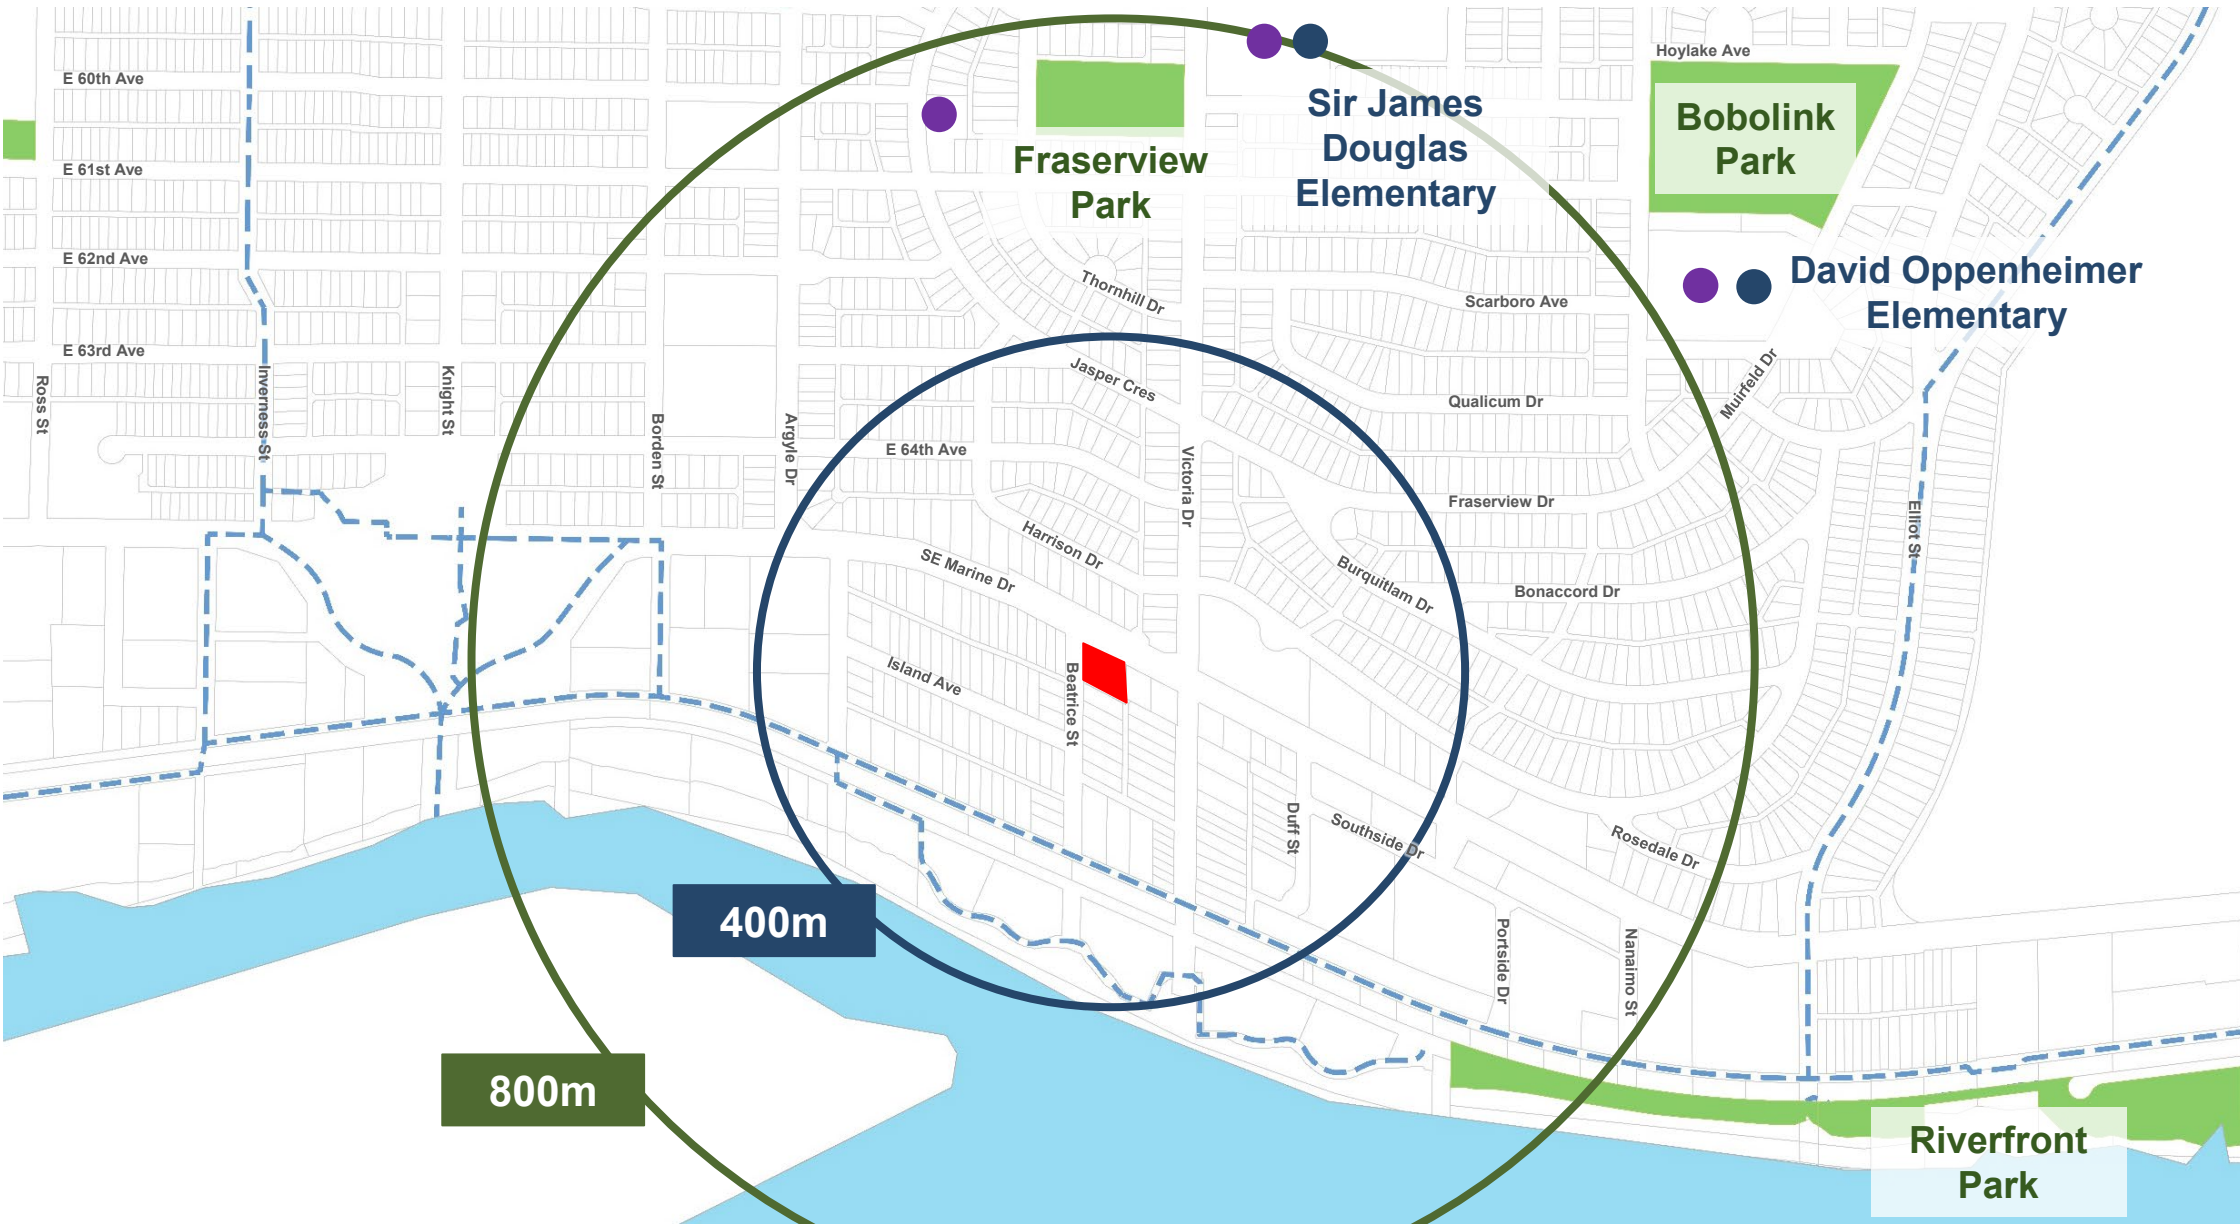 Hoylake Ave
E 60th Ave
Sir James
Douglas
Elementary
Bobolink
Park
Fraserview
Park
E 61st Ave
E 62nd Ave
David Oppenheimer
Elementary
Thornhill Dr
Scarboro Ave
E 63rd Ave
Jasper Cres
Muirfeld Dr
Qualicum Dr
Ross St
Inverness St
Knight St
Borden St
Argyle Dr
E 64th Ave
Victoria Dr
Fraserview Dr
Elliot St
Harrison Dr
SE Marine Dr
Burquitlam Dr
Bonaccord Dr
Island Ave
Beatrice St
Duff St
Southside Dr
Rosedale Dr
400m
Portside Dr
Nanaimo St
800m
Riverfront
Park